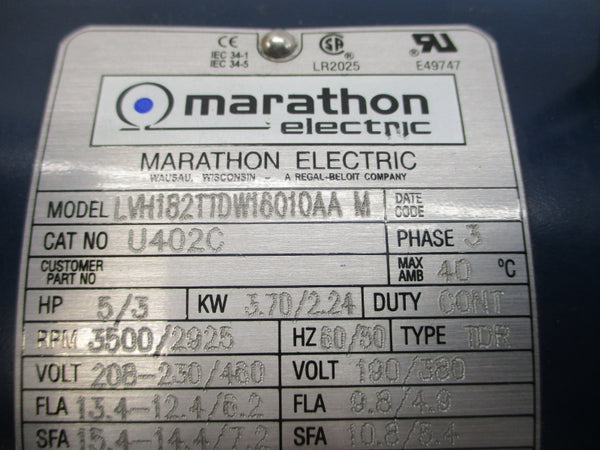 CE
IEC 34-1
IEC 34-5
SA ®
LR2025
RU
E49747
marathon
electric
MARATHON ELECTRIC
WAUSAU, WISCONSIN - A REGAL-BELOIT COMPANY
MODEL LVH182TTDW16010AA M DATE CODE
CAT NO U402C PHASE 3
CUSTOMER PART NO MAX AMB 40 °C
HP 5/3 KW 3.70/2.24 DUTY CONT
RPM 3500/2925 HZ 60/50 TYPE TDR
VOLT 208-230/460 VOLT 190/380
FLA 13.4-12.4/6.2 FLA 9.8/4.9
SFA 15.4-14.4/7.2 SFA 10.8/5.4